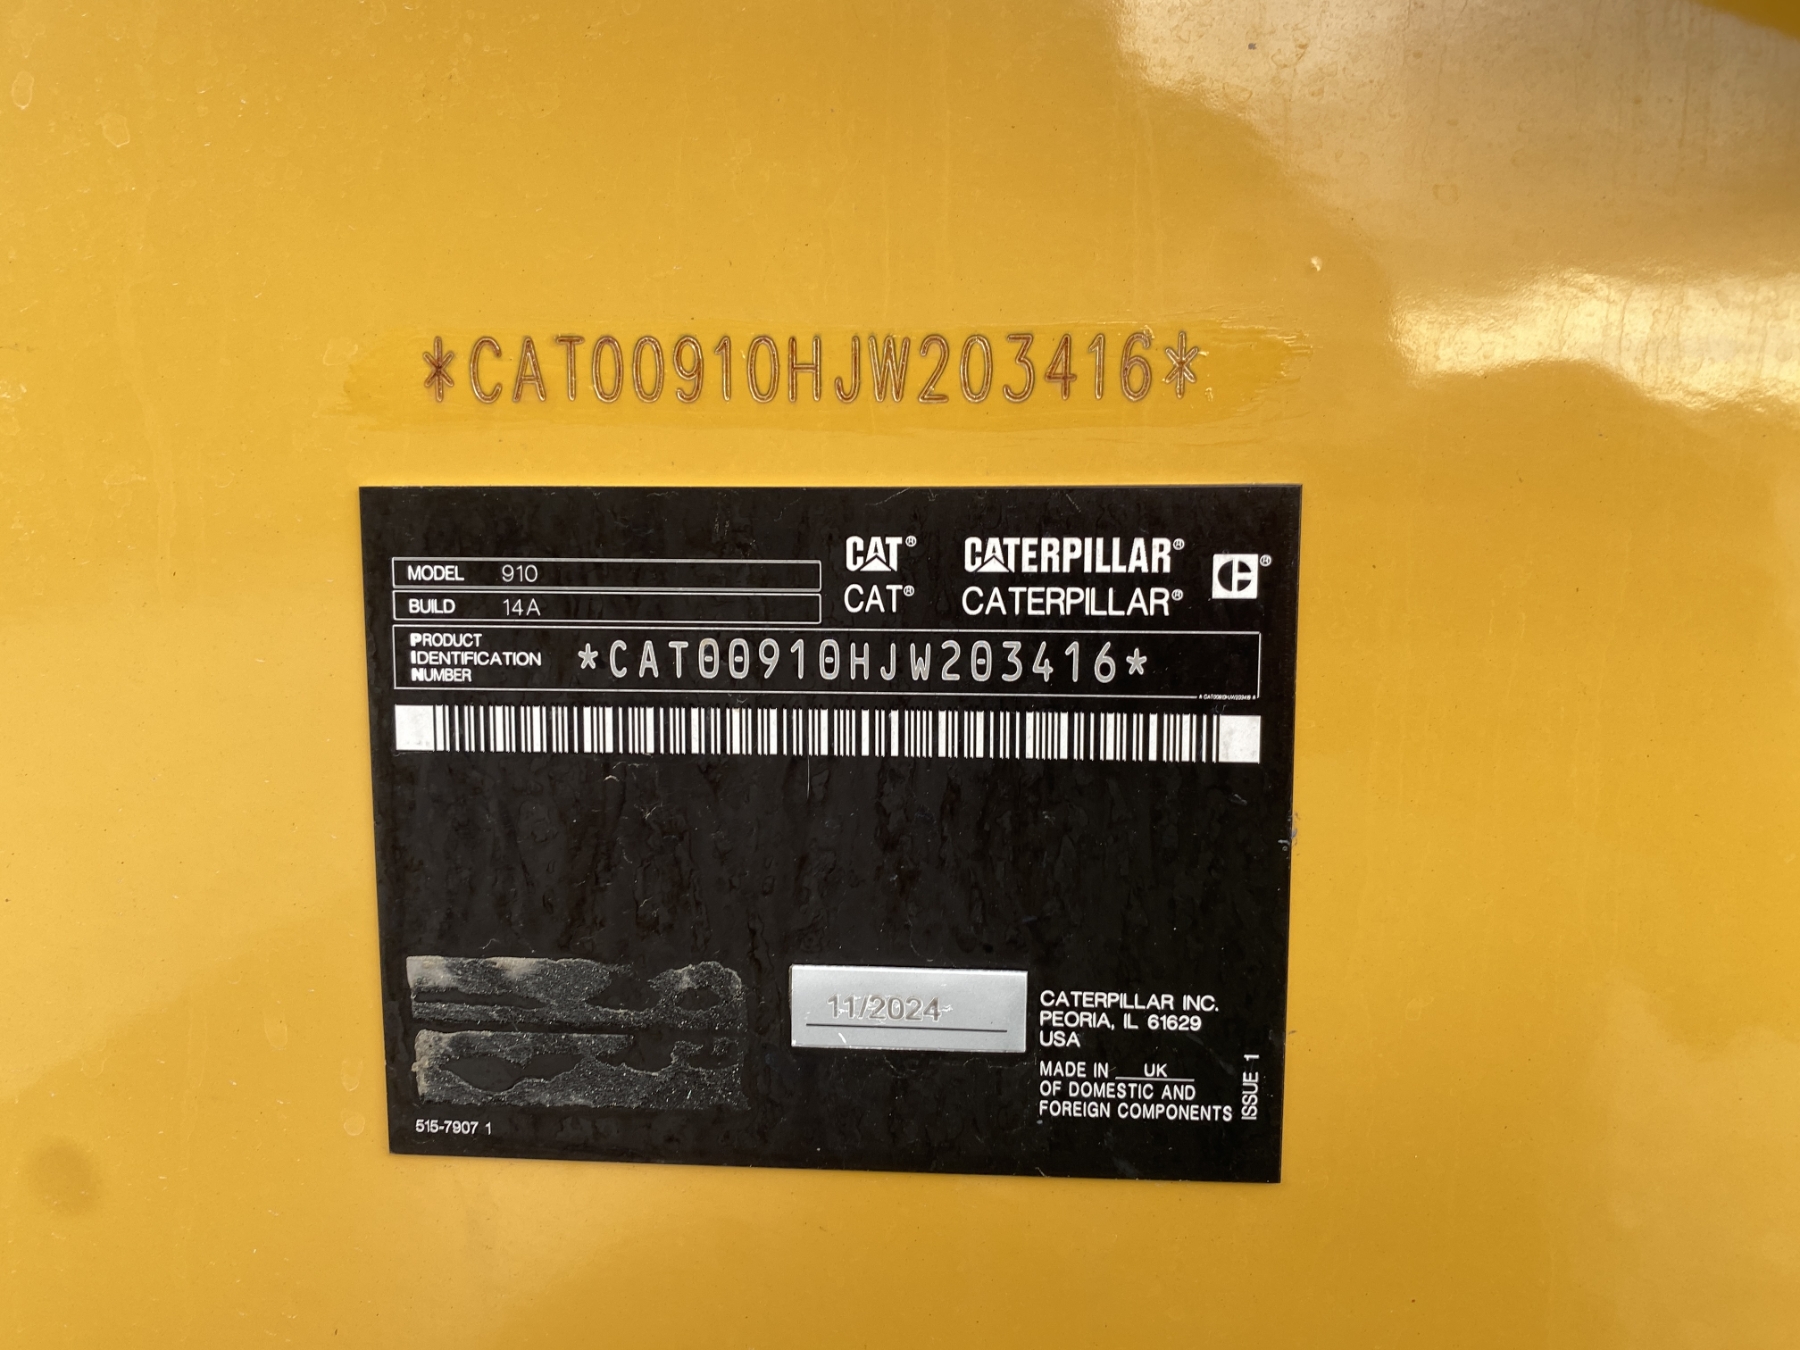 *CAT00910HJW203416*
CAT® CATERPILLAR®
MODEL 910
CAT® CATERPILLAR®
BUILD 14A
PRODUCT
IDENTIFICATION
NUMBER
*CAT00910HJW203416*
*CAT00910HJW203416*
11/2024
CATERPILLAR INC.
PEORIA, IL 61629
USA
MADE IN UK
OF DOMESTIC AND
FOREIGN COMPONENTS
ISSUE 1
515-7907 1